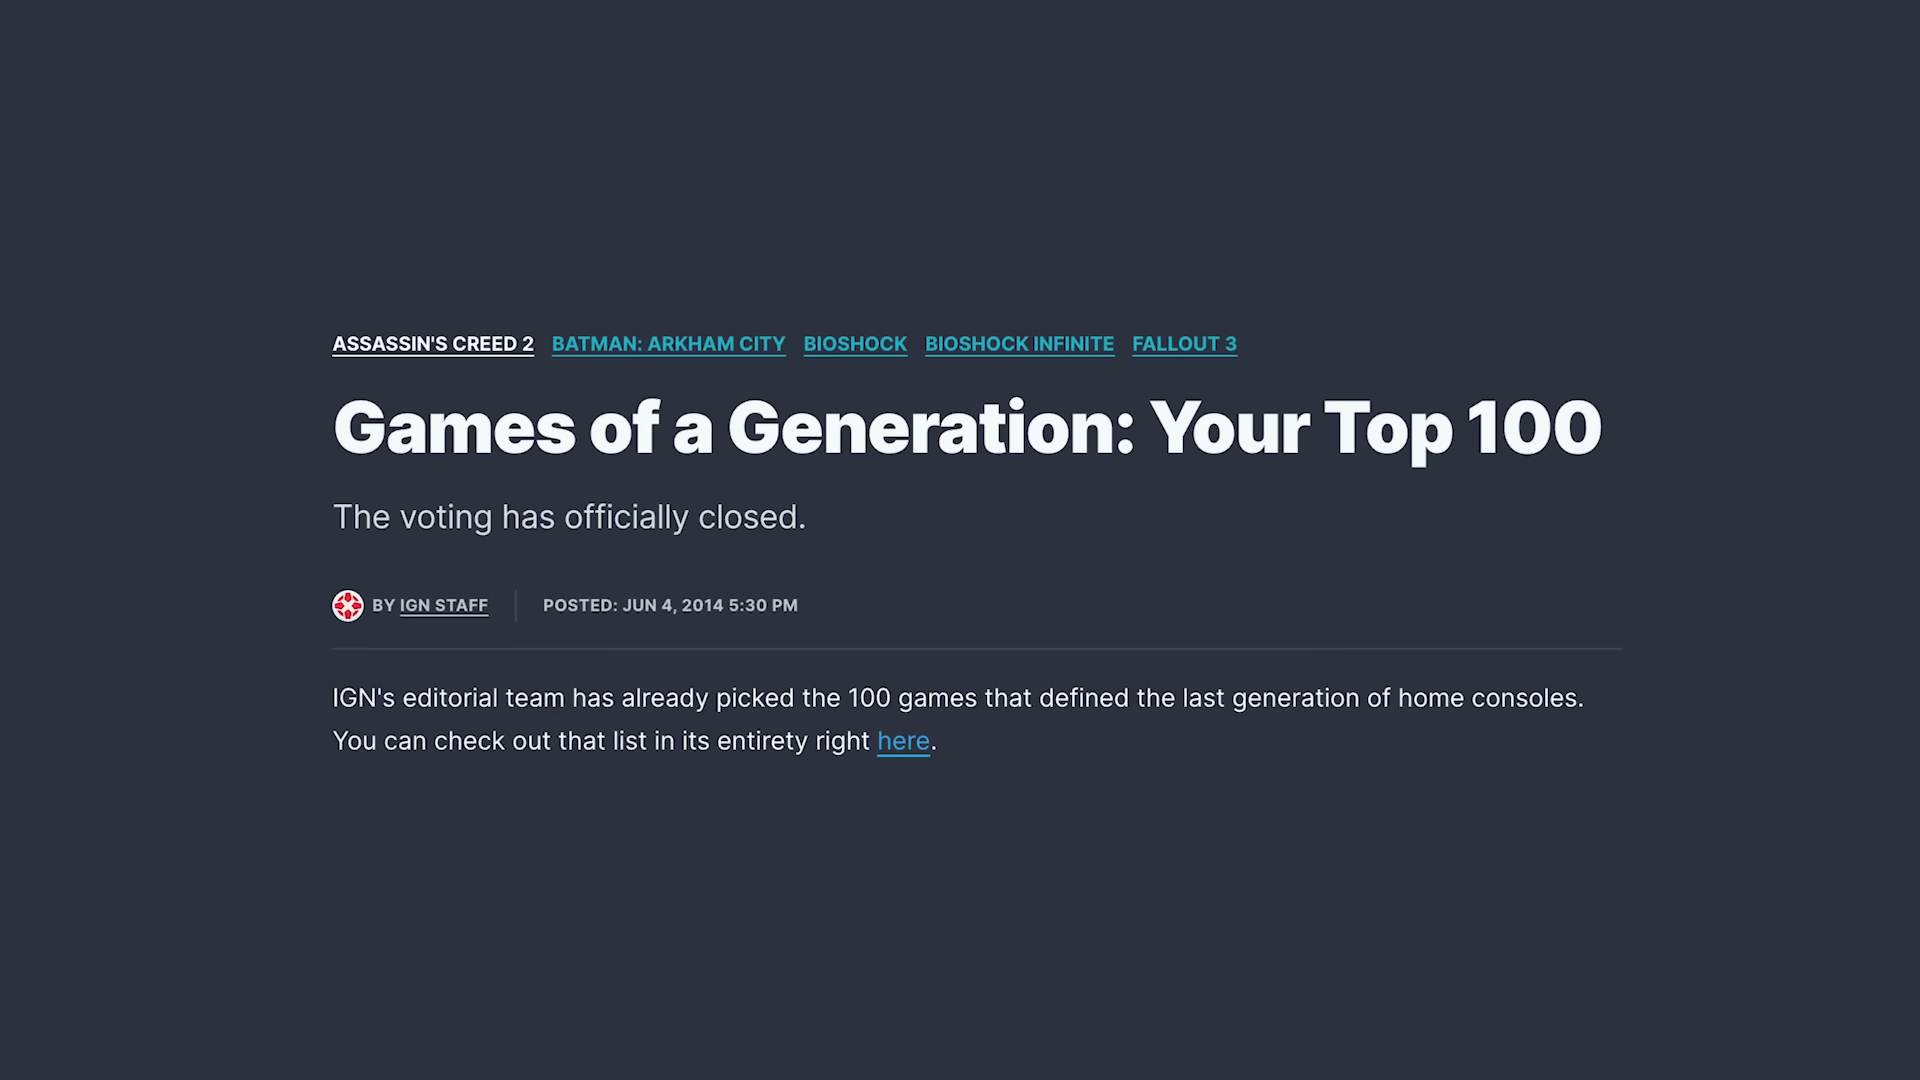 ASSASSIN'S CREED 2 BATMAN: ARKHAM CITY BIOSHOCK BIOSHOCK INFINITE FALLOUT 3
Games of a Generation: Your Top 100
The voting has officially closed.
BY IGN STAFF POSTED: JUN 4, 2014 5:30 PM
IGN's editorial team has already picked the 100 games that defined the last generation of home consoles.
You can check out that list in its entirety right here.